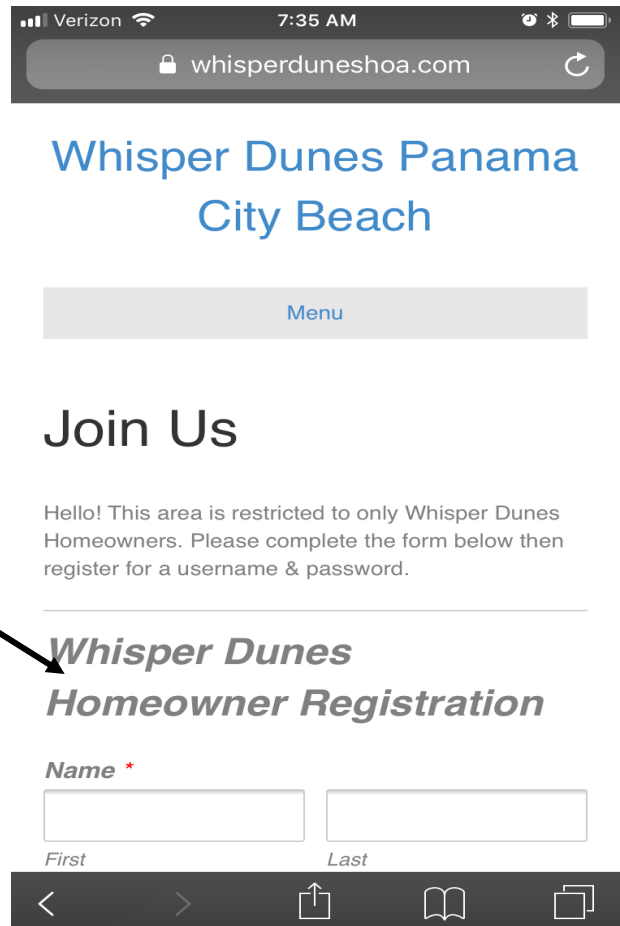 Verizon 7:35 AM
whisperduneshoa.com
Whisper Dunes Panama
City Beach
Menu
Join Us
Hello! This area is restricted to only Whisper Dunes
Homeowners. Please complete the form below then
register for a username & password.
Whisper Dunes
Homeowner Registration
Name *
First Last